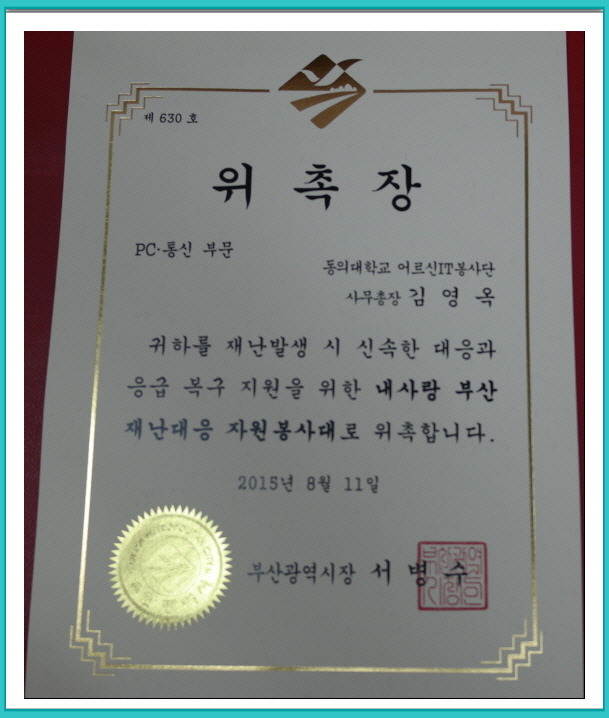 제 630 호
위 촉 장
PC·통신 부문
동의대학교 어르신IT봉사단
사무총장 김 영 옥
귀하를 재난발생 시 신속한 대응과
응급 복구 지원을 위한 내사랑 부산
재난대응 자원봉사대로 위촉합니다.
2015년 8월 11일
부산광역시장 서 병 수